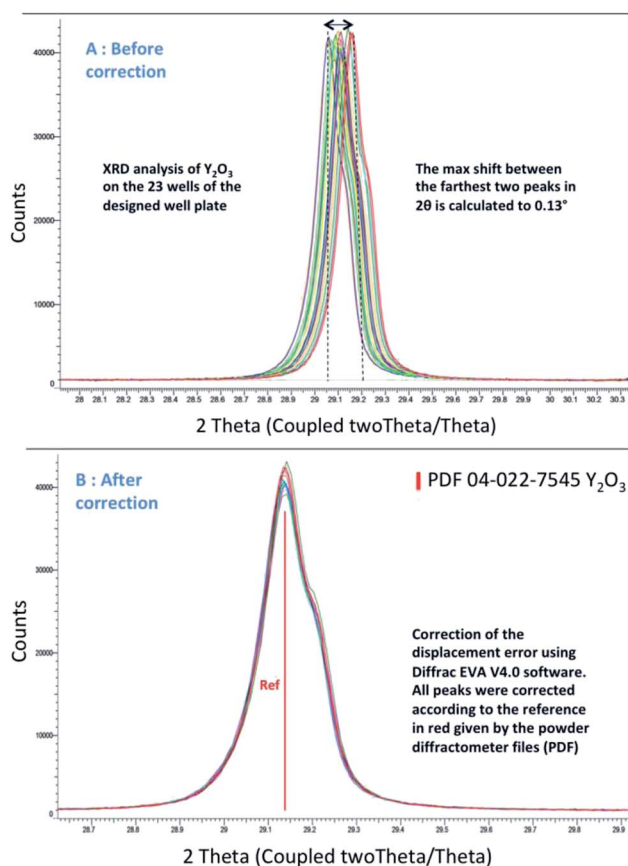 A : Before
correction
XRD analysis of Y₂O₃
on the 23 wells of the
designed well plate
The max shift between
the farthest two peaks in
2θ is calculated to 0.13°
Counts
40000
30000
20000
10000
0
28 28.1 28.2 28.3 28.4 28.5 28.6 28.7 28.8 28.9 29 29.1 29.2 29.3 29.4 29.5 29.6 29.7 29.8 29.9 30 30.1 30.2 30.3
2 Theta (Coupled twoTheta/Theta)
B : After
correction
PDF 04-022-7545 Y₂O₃
Ref
Correction of the
displacement error using
Diffrac EVA V4.0 software.
All peaks were corrected
according to the reference
in red given by the powder
diffractometer files (PDF)
Counts
40000
30000
20000
10000
0
28.7 28.8 28.9 29 29.1 29.2 29.3 29.4 29.5 29.6 29.7 29.8 29.9
2 Theta (Coupled twoTheta/Theta)